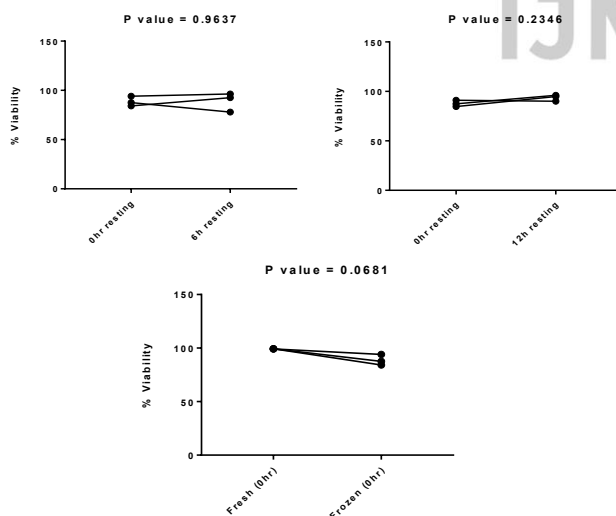 P value = 0.9637
150
100
50
0
% Viability
0hr resting
6h resting
P value = 0.2346
150
100
50
0
% Viability
0hr resting
12h resting
P value = 0.0681
150
100
50
0
% Viability
Fresh (0hr)
Frozen (0hr)